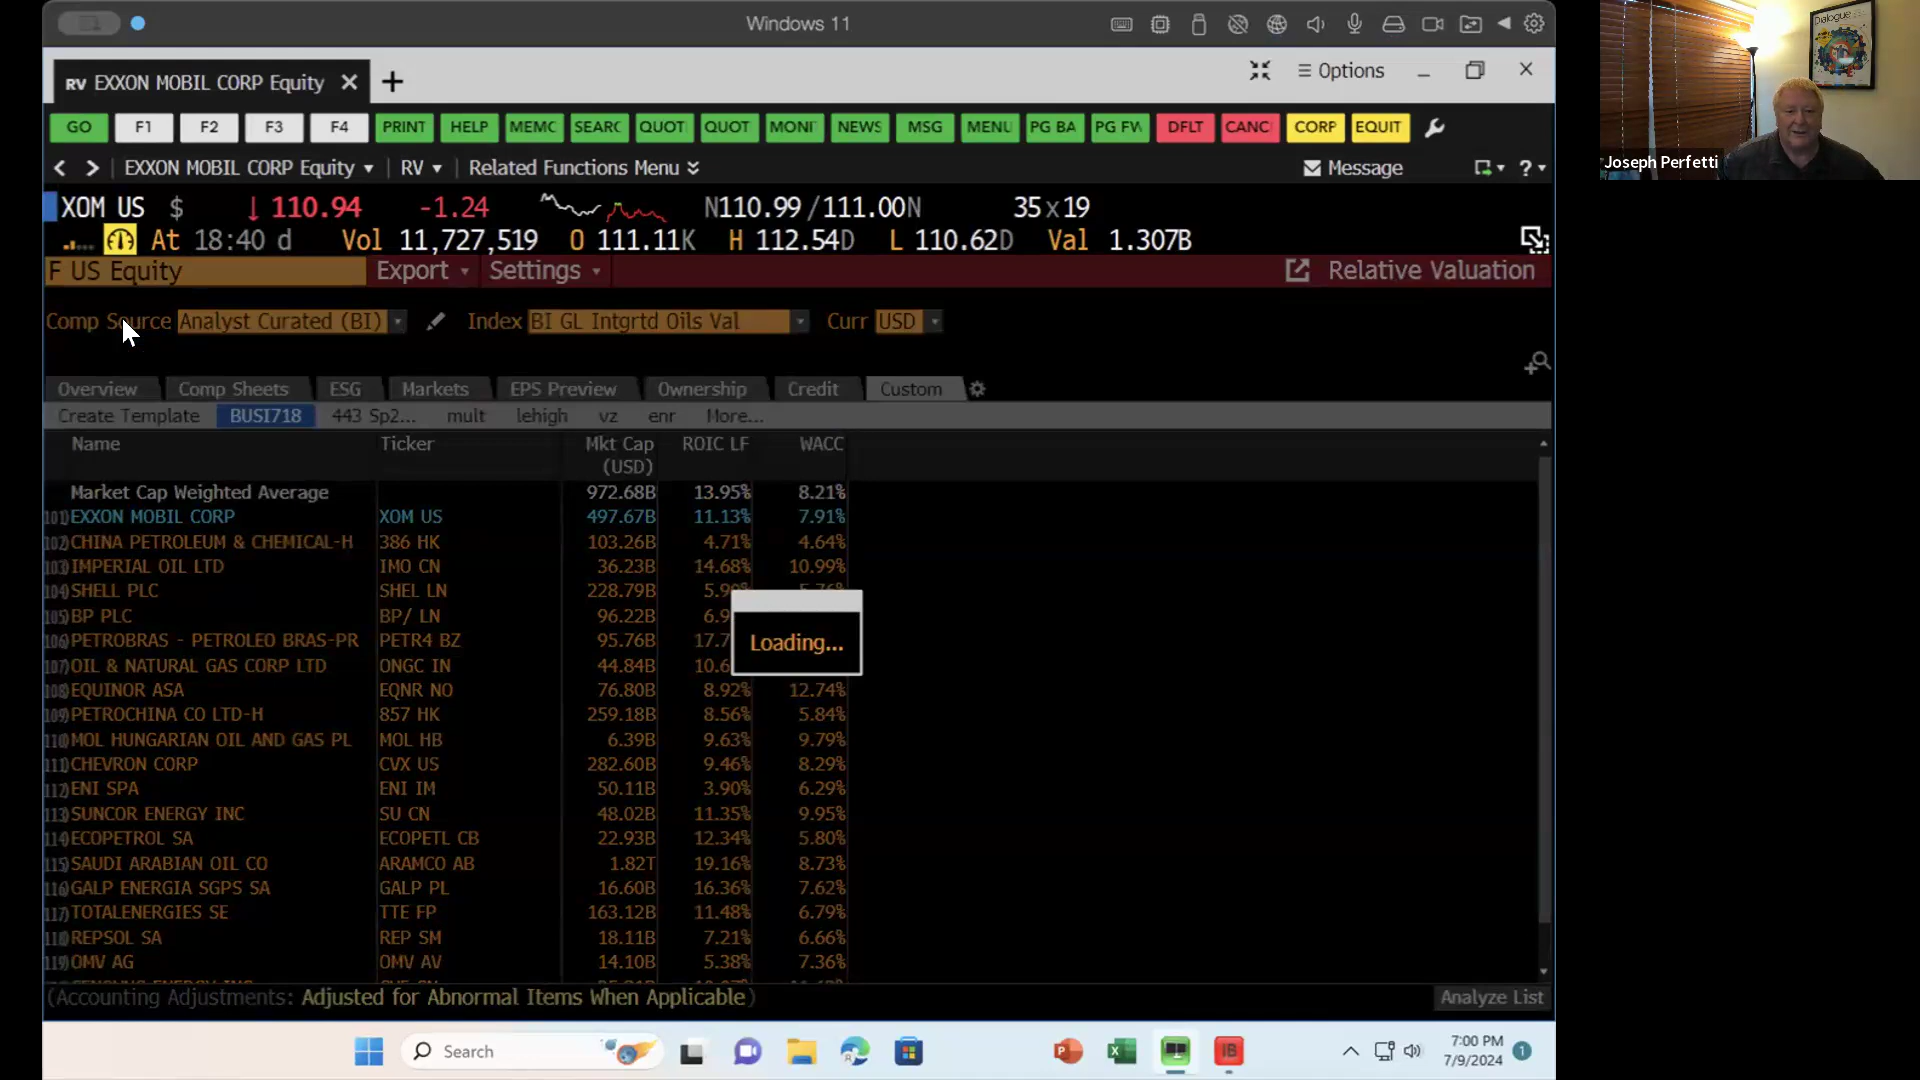 Windows 11
RV EXXON MOBIL CORP Equity
Options
GO F1 F2 F3 F4 PRINT HELP MEMC SEARC QUOT QUOT MONI NEWS MSG MENU PG BA PG FW DFLT CANC CORP EQUIT
EXXON MOBIL CORP Equity RV Related Functions Menu Message ?
XOM US $ ↓ 110.94 -1.24 N110.99 /111.00N 35 x 19
At 18:40 d Vol 11,727,519 O 111.11K H 112.54D L 110.62D Val 1.307B
F US Equity Export Settings Relative Valuation
Comp Source Analyst Curated (BI) Index BI GL Intgrtd Oils Val Curr USD
Overview Comp Sheets ESG Markets EPS Preview Ownership Credit Custom
Create Template BUSI718 443 Sp2... mult lehigh vz enr More...
Name Ticker Mkt Cap ROIC LF WACC
(USD)
Market Cap Weighted Average 972.68B 13.95% 8.21%
101) EXXON MOBIL CORP XOM US 497.67B 11.13% 7.91%
102) CHINA PETROLEUM & CHEMICAL-H 386 HK 103.26B 4.71% 4.64%
103) IMPERIAL OIL LTD IMO CN 36.23B 14.68% 10.99%
104) SHELL PLC SHEL LN 228.79B
105) BP PLC BP/ LN 96.22B
106) PETROBRAS - PETROLEO BRAS-PR PETR4 BZ 95.76B
107) OIL & NATURAL GAS CORP LTD ONGC IN 44.84B
Loading...
108) EQUINOR ASA EQNR NO 76.80B 8.92% 12.74%
109) PETROCHINA CO LTD-H 857 HK 259.18B 8.56% 5.84%
110) MOL HUNGARIAN OIL AND GAS PL MOL HB 6.39B 9.63% 9.79%
111) CHEVRON CORP CVX US 282.60B 9.46% 8.29%
112) ENI SPA ENI IM 50.11B 3.90% 6.29%
113) SUNCOR ENERGY INC SU CN 48.02B 11.35% 9.95%
114) ECOPETROL SA ECOPETL CB 22.93B 12.34% 5.80%
115) SAUDI ARABIAN OIL CO ARAMCO AB 1.82T 19.16% 8.73%
116) GALP ENERGIA SGPS SA GALP PL 16.60B 16.36% 7.62%
117) TOTALENERGIES SE TTE FP 163.12B 11.48% 6.79%
118) REPSOL SA REP SM 18.11B 7.21% 6.66%
119) OMV AG OMV AV 14.10B 5.38% 7.36%
(Accounting Adjustments: Adjusted for Abnormal Items When Applicable) Analyze List
Search
7:00 PM
7/9/2024
1
Dialogue
Joseph Perfetti